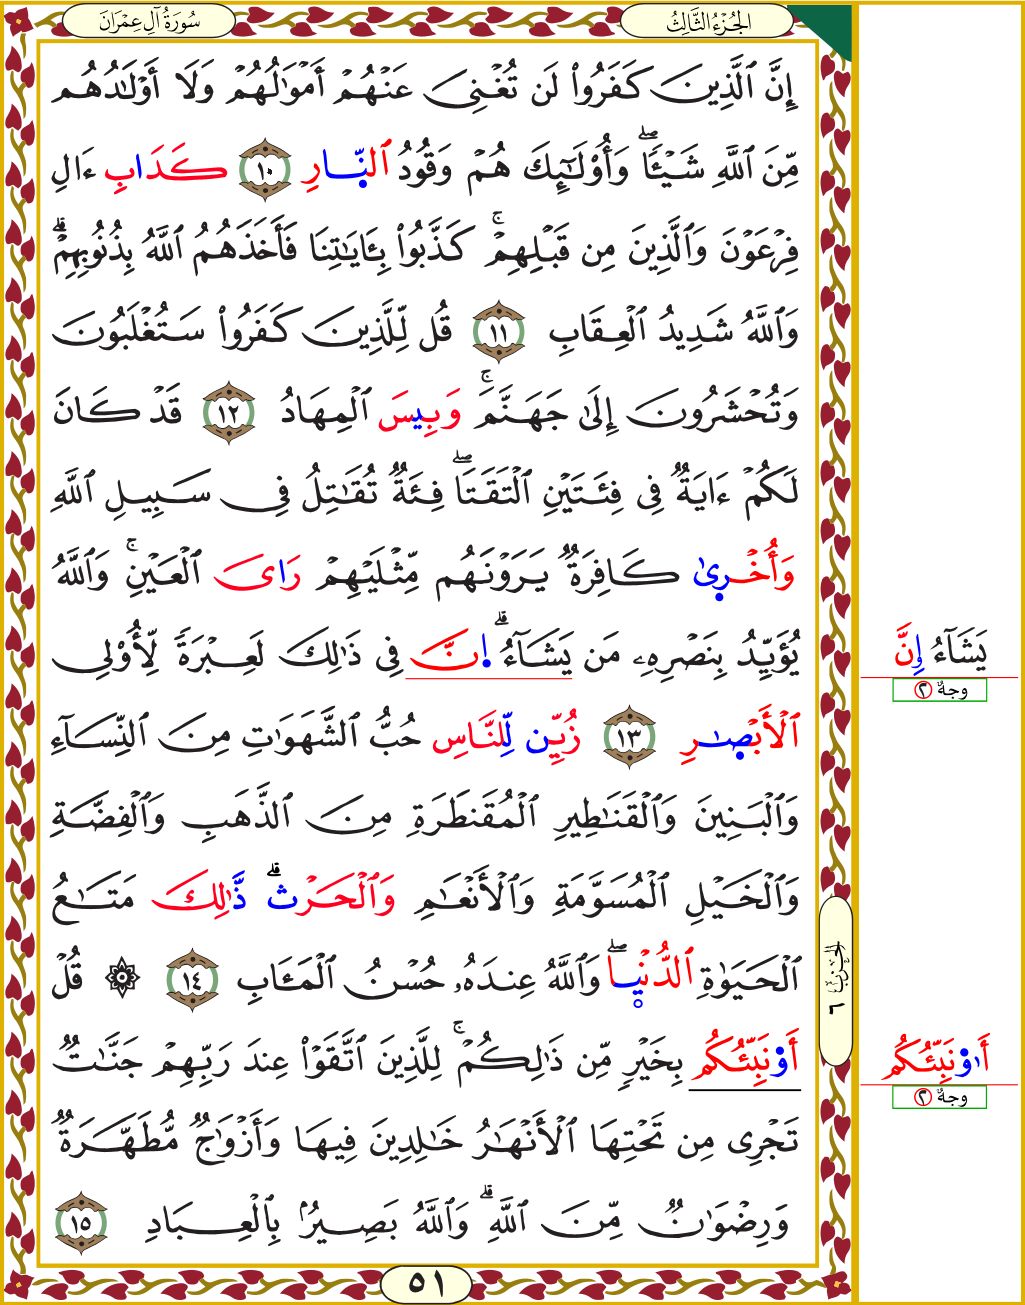 سُورَةُ آلِ عِمْرَانَ
الجُزْءُ الثَّالِثُ
إِنَّ ٱلَّذِينَ كَفَرُواْ لَن تُغْنِىَ عَنْهُمْ أَمْوَٰلُهُمْ وَلَا أَوْلَٰدُهُم
مِّنَ ٱللَّهِ شَيْـًٔاۖ وَأُوْلَٰٓئِكَ هُمْ وَقُودُ ٱلنّ۪ارِ ١٠ كَدَابِ ءَالِ
فِرْعَوْنَ وَٱلَّذِينَ مِن قَبْلِهِمْۚ كَذَّبُواْ بِـَٔايَٰتِنَا فَأَخَذَهُمُ ٱللَّهُ بِذُنُوبِهِمْۗ
وَٱللَّهُ شَدِيدُ ٱلْعِقَابِ ١١ قُل لِّلَّذِينَ كَفَرُواْ سَتُغْلَبُونَ
وَتُحْشَرُونَ إِلَىٰ جَهَنَّمَۚ وَبِيسَ ٱلْمِهَادُ ١٢ قَدْ كَانَ
لَكُمْ ءَايَةٌ فِى فِئَتَيْنِ ٱلْتَقَتَاۖ فِئَةٌ تُقَٰتِلُ فِى سَبِيلِ ٱللَّهِ
وَأُخْر۪ىٰ كَافِرَةٌ يَرَوْنَهُم مِّثْلَيْهِمْ رَاىَ ٱلْعَيْنِۚ وَٱللَّهُ
يُؤَيِّدُ بِنَصْرِهِۦ مَن يَشَآءُۗ ا۪نَّ فِى ذَٰلِكَ لَعِبْرَةً لِّأُوْلِى
ٱلْأَبْصٰ۪رِ ١٣ زُيِّن لِّلنَّاسِ حُبُّ ٱلشَّهَوَٰتِ مِنَ ٱلنِّسَآءِ
وَٱلْبَنِينَ وَٱلْقَنَٰطِيرِ ٱلْمُقَنطَرَةِ مِنَ ٱلذَّهَبِ وَٱلْفِضَّةِ
وَٱلْخَيْلِ ٱلْمُسَوَّمَةِ وَٱلْأَنْعَٰمِ وَٱلْحَرْثۗ ذَّٰلِكَ مَتَٰعُ
ٱلْحَيَوٰةِ ٱلدُّنْي۪اۖ وَٱللَّهُ عِندَهُۥ حُسْنُ ٱلْمَـَٔابِ ١٤ ۞ قُلْ
أَوْ۬نَبِّئُكُم بِخَيْرٍ مِّن ذَٰلِكُمْۚ لِلَّذِينَ ٱتَّقَوْاْ عِندَ رَبِّهِمْ جَنَّٰتٌ
تَجْرِى مِن تَحْتِهَا ٱلْأَنْهَٰرُ خَٰلِدِينَ فِيهَا وَأَزْوَٰجٌ مُّطَهَّرَةٌ
وَرِضْوَٰنٌ مِّنَ ٱللَّهِۗ وَٱللَّهُ بَصِيرٌۢ بِٱلْعِبَادِ ١٥
يَشَآءُ وِنَّ
وجهٌ ٢
أَا۬وْنَبِّئُكُم
وجهٌ ٢
الحزب ٦
٥١